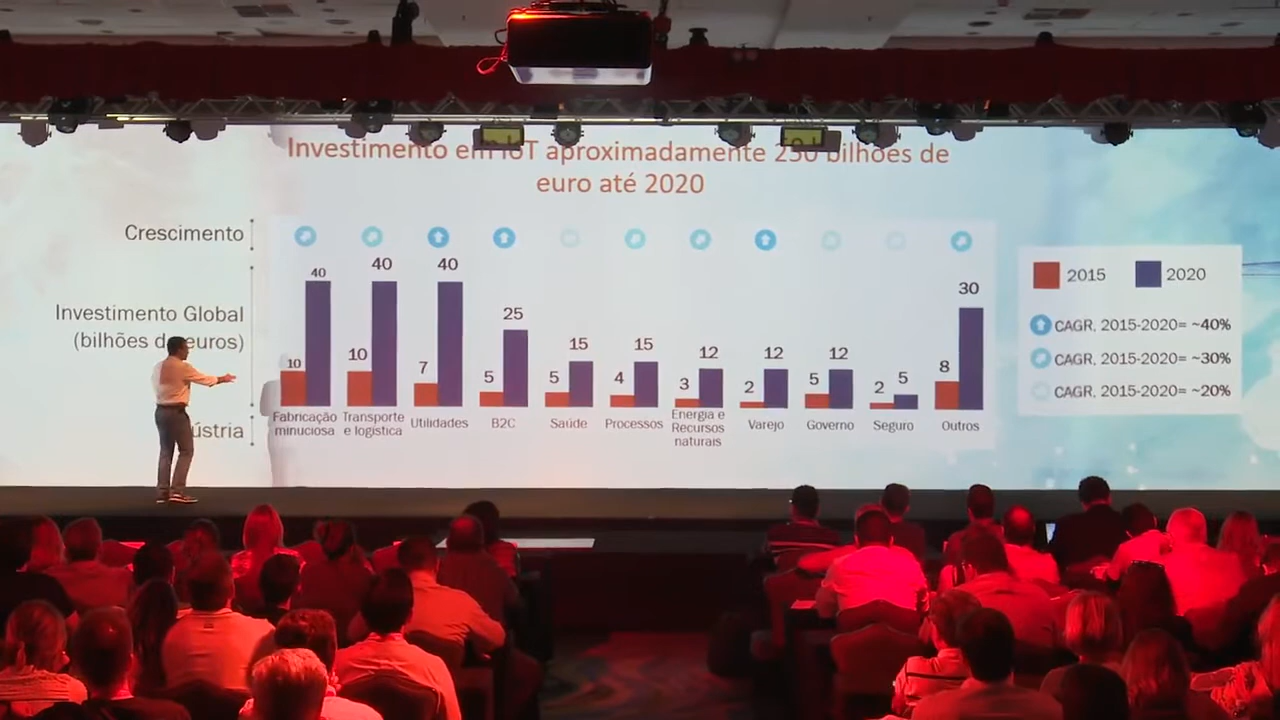 Investimento em IoT aproximadamente 250 bilhões de
euro até 2020
Crescimento
Investimento Global
(bilhões de euros)
ústria
40
40
40
25
15
15
12
12
12
5
30
10
10
7
5
5
4
3
2
5
2
8
Fabricação
minuciosa
Transporte
e logistica
Utilidades
B2C
Saúde
Processos
Energia e
Recursos
naturais
Varejo
Governo
Seguro
Outros
2015
2020
CAGR, 2015-2020= ~40%
CAGR, 2015-2020= ~30%
CAGR, 2015-2020= ~20%